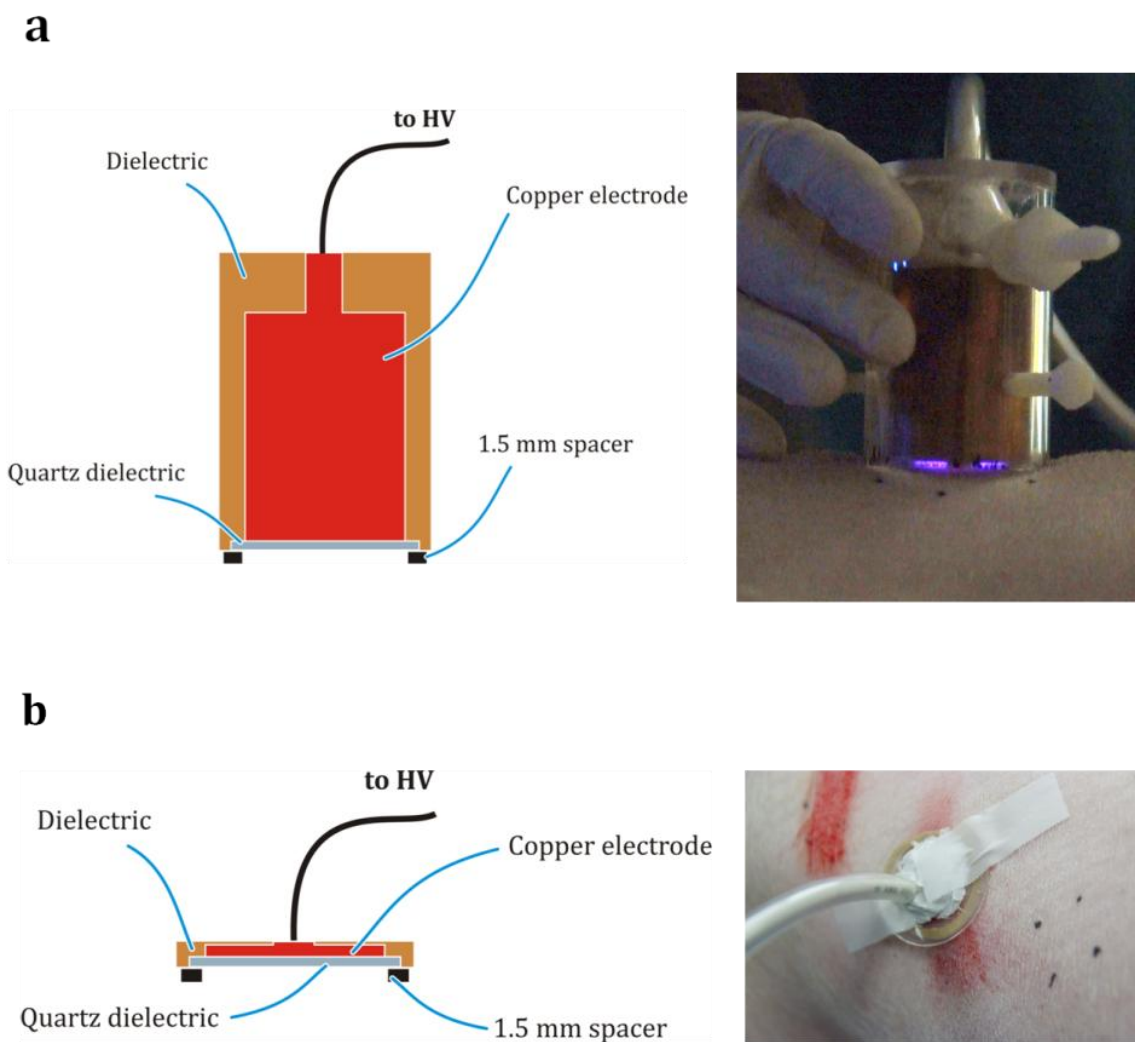 a
to HV
Dielectric
Copper electrode
1.5 mm spacer
Quartz dielectric
b
to HV
Dielectric
Copper electrode
Quartz dielectric
1.5 mm spacer